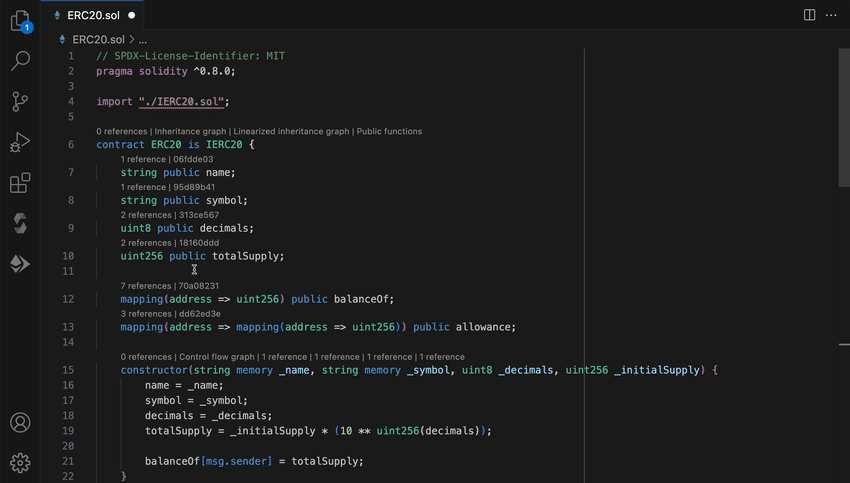 ERC20.sol
1
ERC20.sol > ...
1 // SPDX-License-Identifier: MIT
2 pragma solidity ^0.8.0;
3
4 import "./IERC20.sol";
5
0 references | Inheritance graph | Linearized inheritance graph | Public functions
6 contract ERC20 is IERC20 {
1 reference | 06fdde03
7 string public name;
1 reference | 95d89b41
8 string public symbol;
2 references | 313ce567
9 uint8 public decimals;
2 references | 18160ddd
10 uint256 public totalSupply;
11
7 references | 70a08231
12 mapping(address => uint256) public balanceOf;
3 references | dd62ed3e
13 mapping(address => mapping(address => uint256)) public allowance;
14
0 references | Control flow graph | 1 reference | 1 reference | 1 reference | 1 reference
15 constructor(string memory _name, string memory _symbol, uint8 _decimals, uint256 _initialSupply) {
16 name = _name;
17 symbol = _symbol;
18 decimals = _decimals;
19 totalSupply = _initialSupply * (10 ** uint256(decimals));
20
21 balanceOf[msg.sender] = totalSupply;
22 }